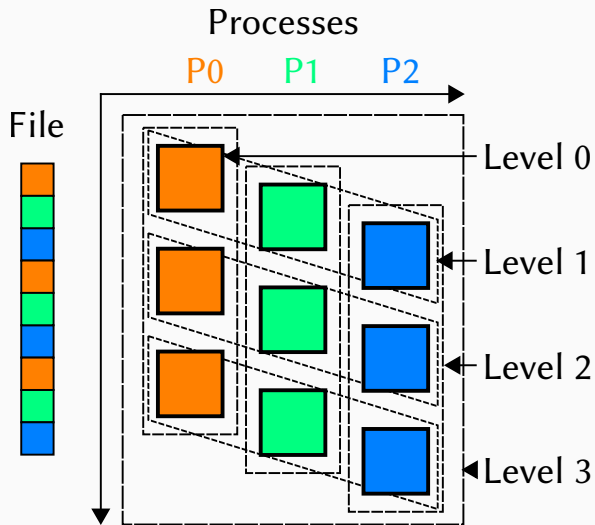 Processes
P0 P1 P2
File
Level 0
Level 1
Level 2
Level 3